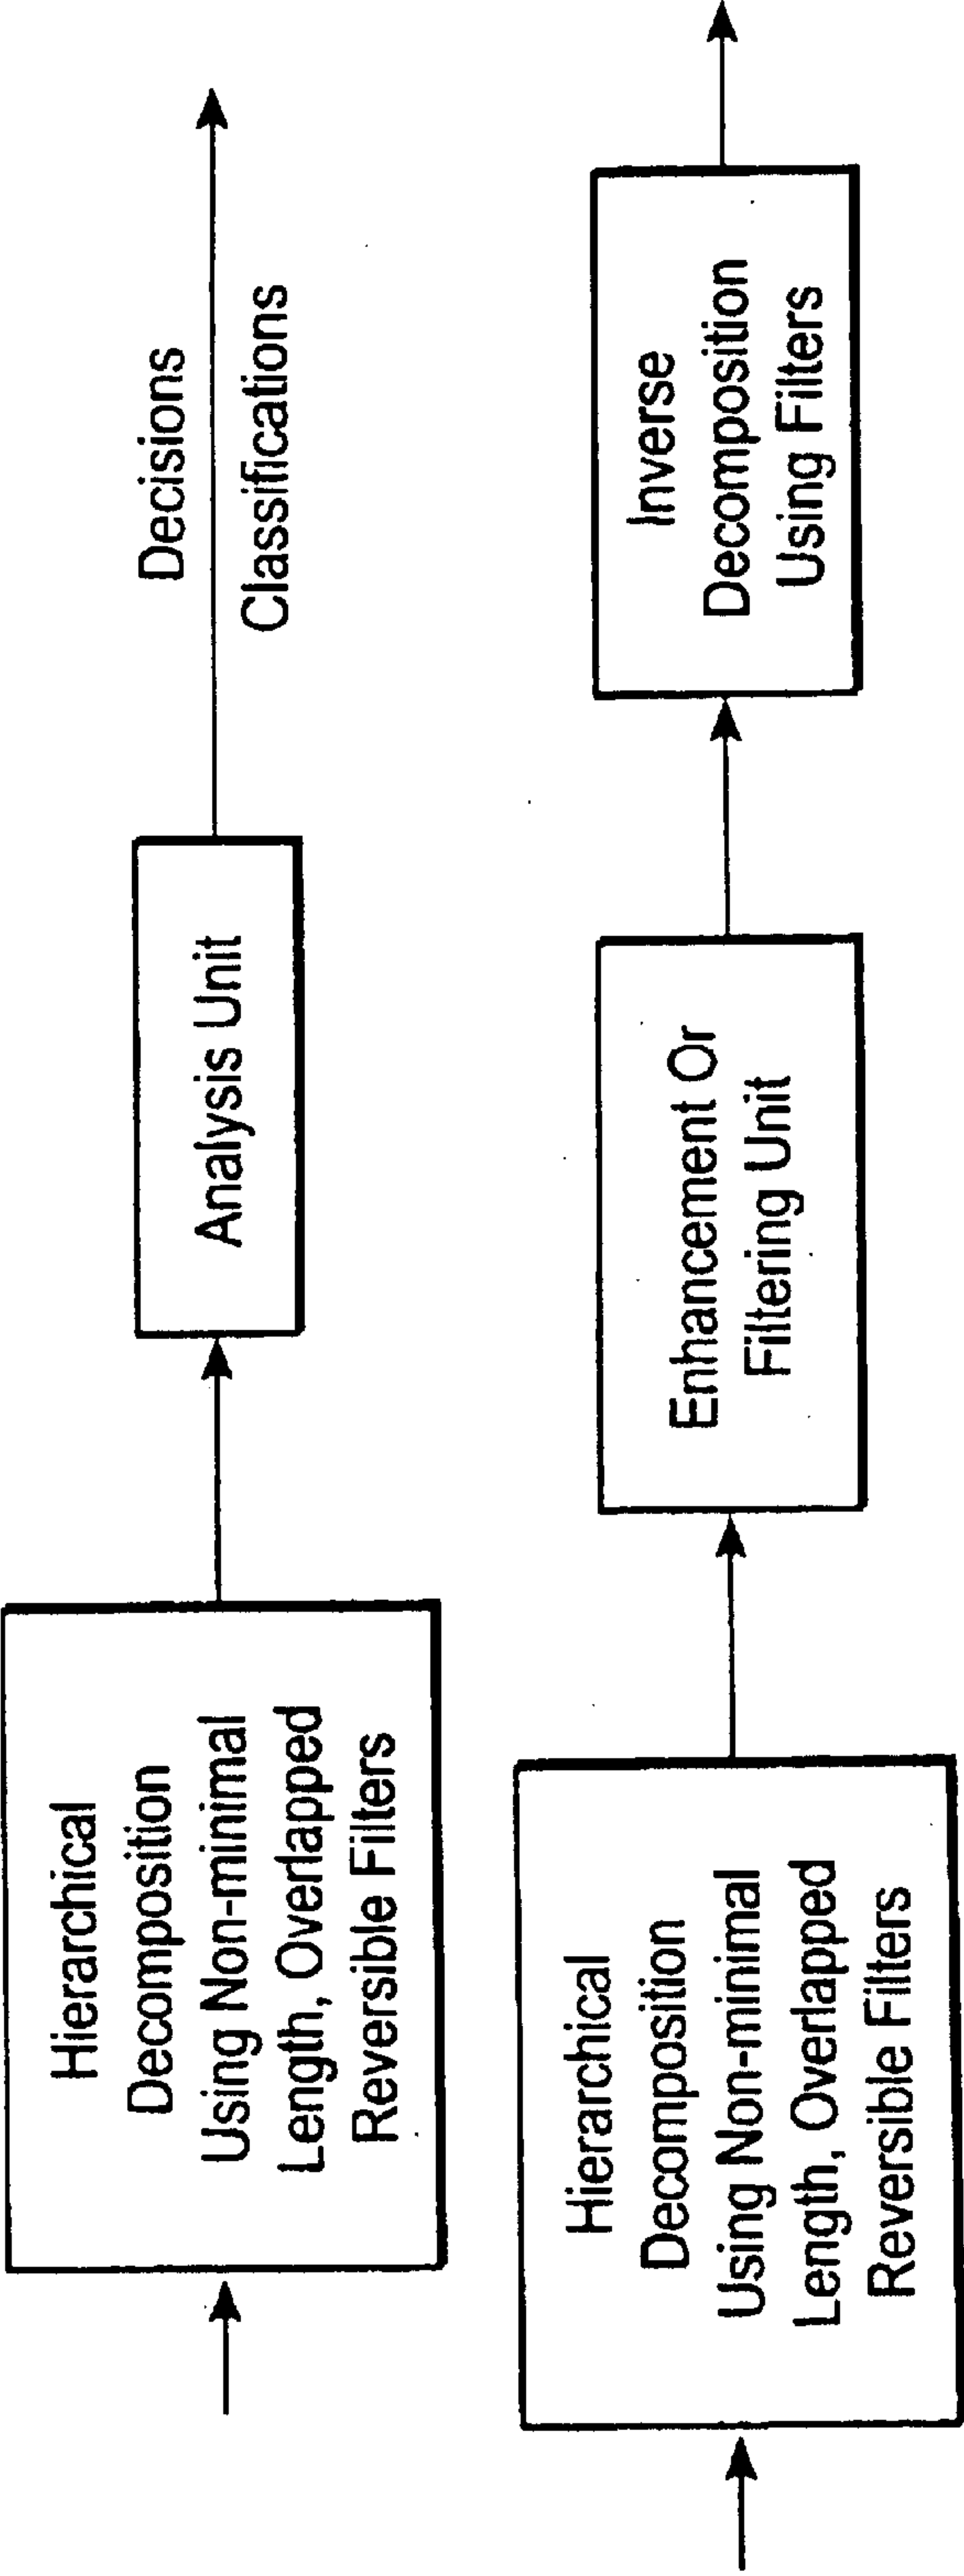 Hierarchical
Decomposition
Using Non-minimal
Length, Overlapped
Reversible Filters
Analysis Unit
Decisions
Classifications
Hierarchical
Decomposition
Using Non-minimal
Length, Overlapped
Reversible Filters
Enhancement Or
Filtering Unit
Inverse
Decomposition
Using Filters